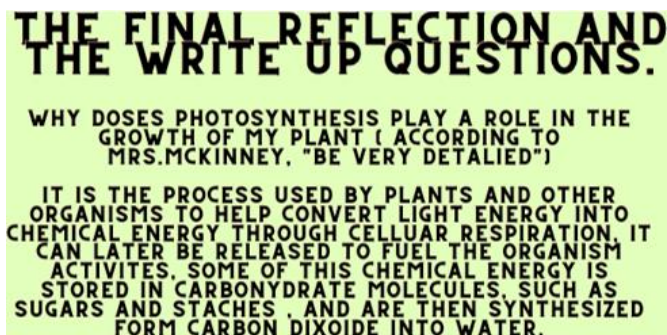 THE FINAL REFLECTION AND
THE WRITE UP QUESTIONS.
WHY DOSES PHOTOSYNTHESIS PLAY A ROLE IN THE
GROWTH OF MY PLANT ( ACCORDING TO
MRS.MCKINNEY, "BE VERY DETALIED")
IT IS THE PROCESS USED BY PLANTS AND OTHER
ORGANISMS TO HELP CONVERT LIGHT ENERGY INTO
CHEMICAL ENERGY THROUGH CELLUAR RESPIRATION, IT
CAN LATER BE RELEASED TO FUEL THE ORGANISM
ACTIVITES, SOME OF THIS CHEMICAL ENERGY IS
STORED IN CARBONYDRATE MOLECULES, SUCH AS
SUGARS AND STACHES , AND ARE THEN SYNTHESIZED
FORM CARBON DIXOIDE INTO WATER.